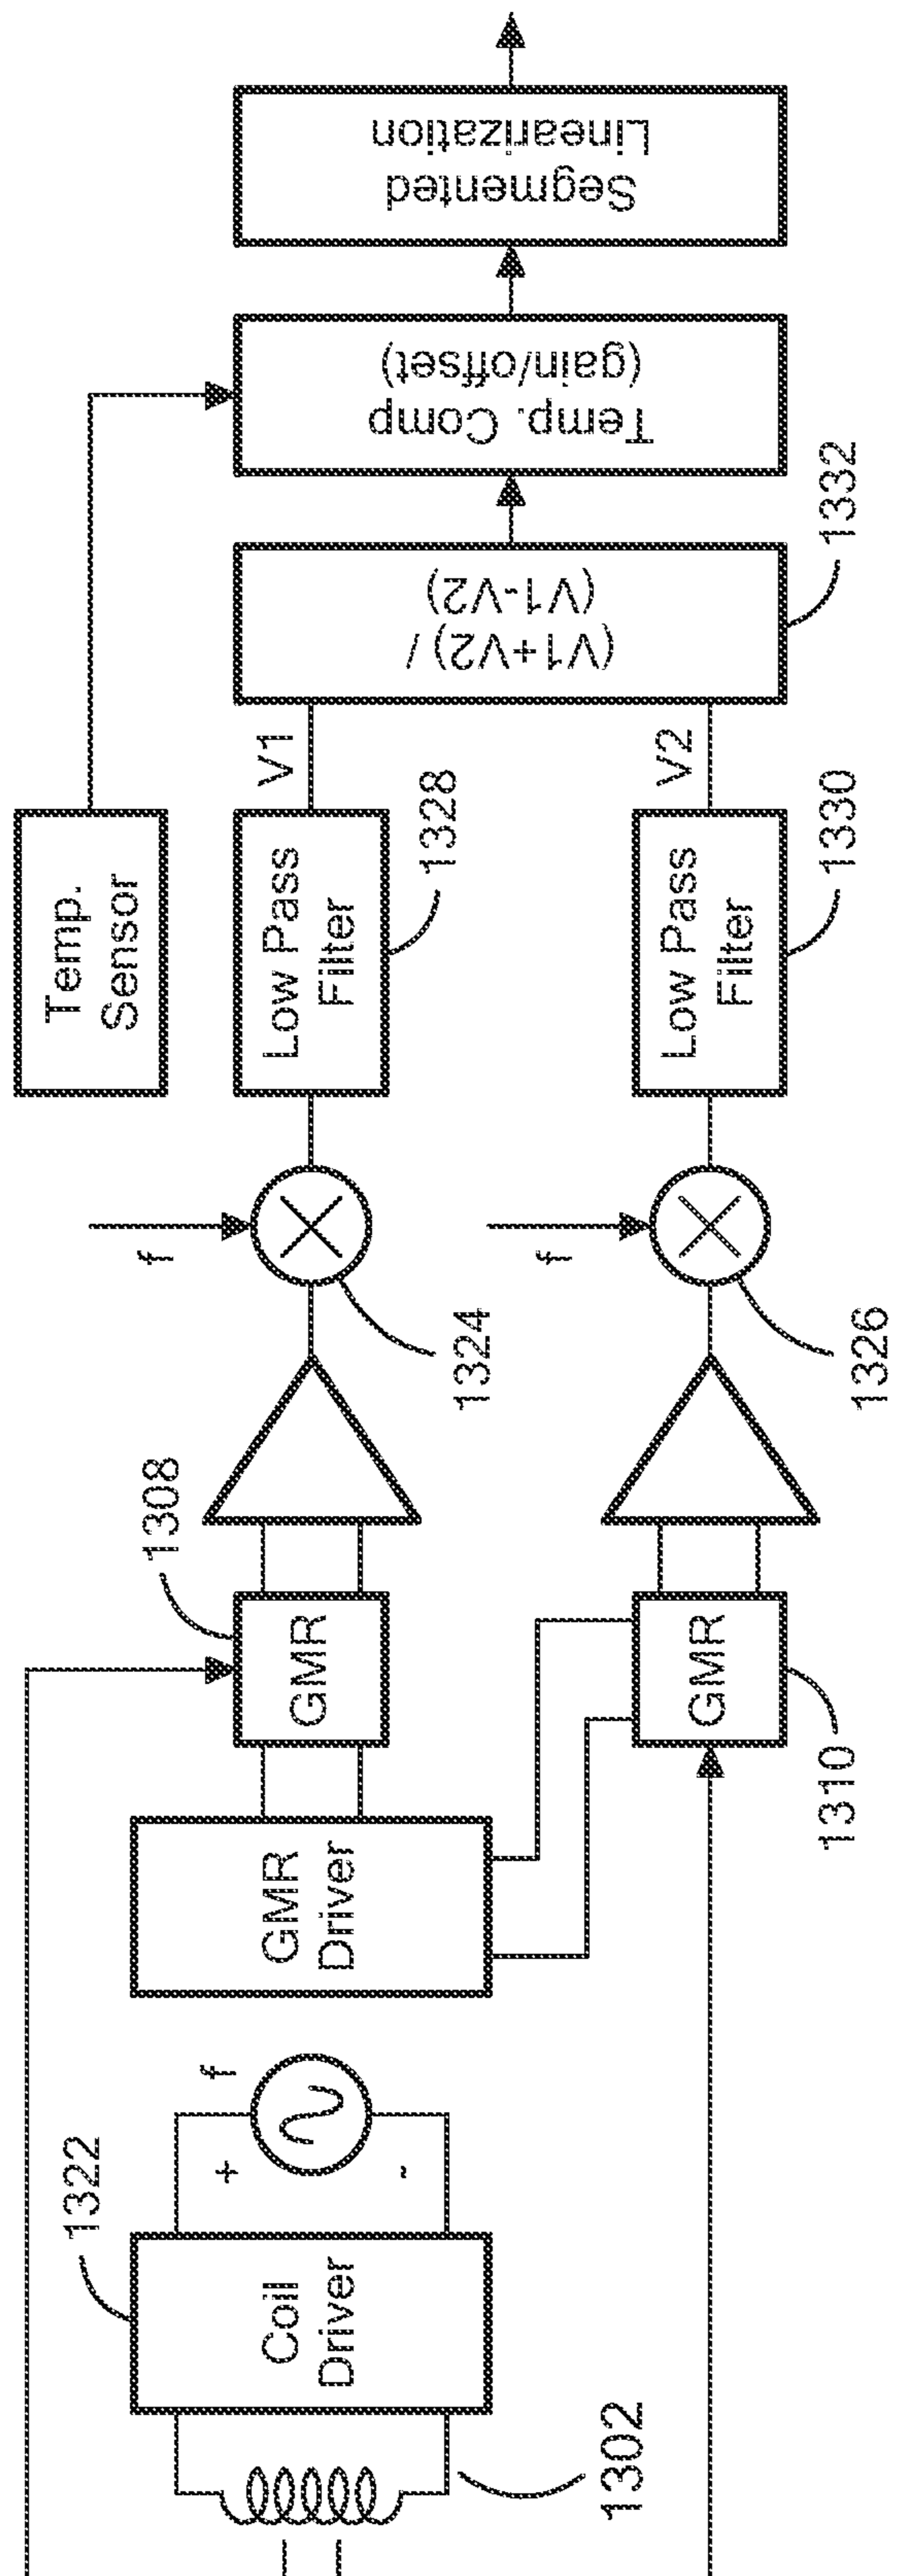 1322
Coil
Driver
f
+
-
1302
GMR
Driver
1308
GMR
GMR
1310
f
1324
f
1326
Temp.
Sensor
Low Pass
Filter
1328
Low Pass
Filter
1330
V1
V2
(V1+V2) /
(V1-V2)
1332
Temp. Comp
(gain/offset)
Segmented
Linearization